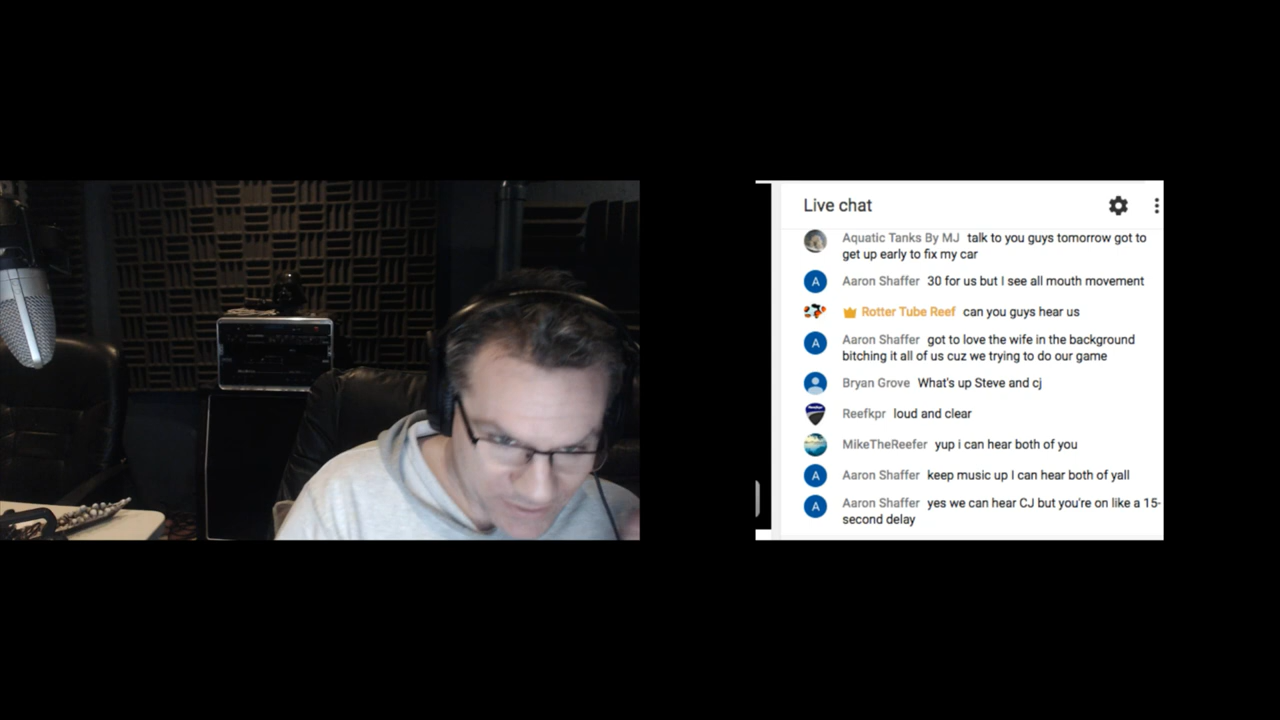 Live chat
Aquatic Tanks By MJ talk to you guys tomorrow got to
get up early to fix my car
Aaron Shaffer 30 for us but I see all mouth movement
Rotter Tube Reef can you guys hear us
Aaron Shaffer got to love the wife in the background
bitching it all of us cuz we trying to do our game
Bryan Grove What's up Steve and cj
Reefkpr loud and clear
MikeTheReefer yup i can hear both of you
Aaron Shaffer keep music up I can hear both of yall
Aaron Shaffer yes we can hear CJ but you're on like a 15-
second delay